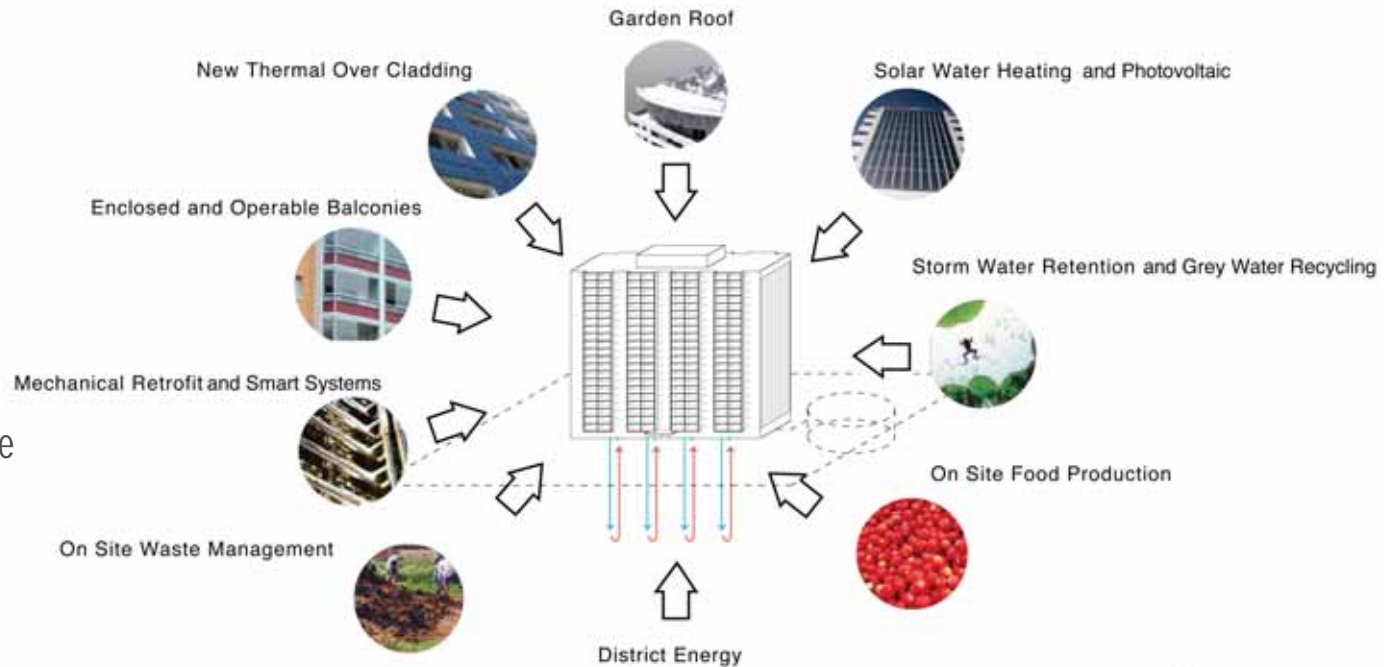 Garden Roof
New Thermal Over Cladding
Solar Water Heating and Photovoltaic
Enclosed and Operable Balconies
Storm Water Retention and Grey Water Recycling
Mechanical Retrofit and Smart Systems
e
On Site Food Production
On Site Waste Management
District Energy